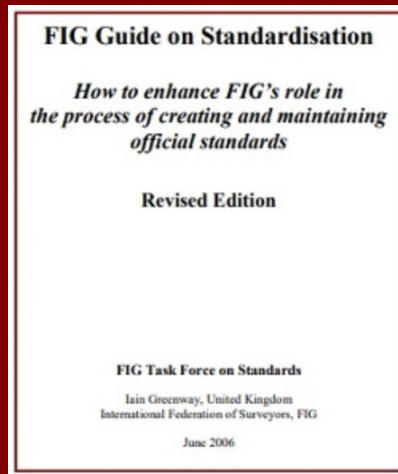 FIG Guide on Standardisation
How to enhance FIG's role in
the process of creating and maintaining
official standards
Revised Edition
FIG Task Force on Standards
Iain Greenway, United Kingdom
International Federation of Surveyors, FIG
June 2006